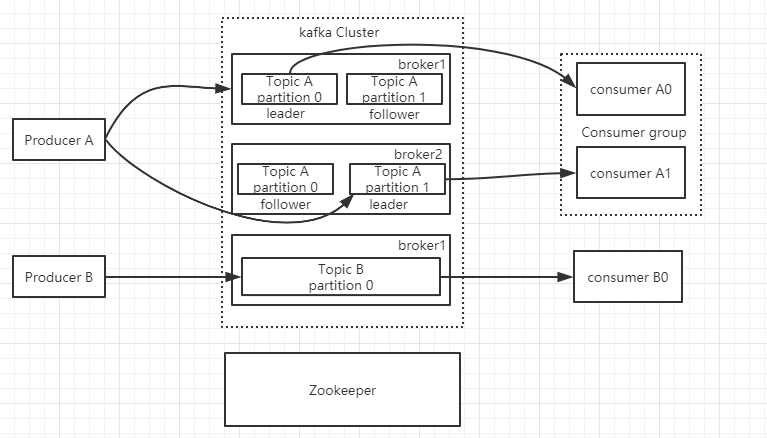 kafka Cluster
broker1
Topic A
partition 0
leader
Topic A
partition 1
follower
Producer A
broker2
Topic A
partition 0
follower
Topic A
partition 1
leader
consumer A0
Consumer group
consumer A1
Producer B
broker1
Topic B
partition 0
consumer B0
Zookeeper